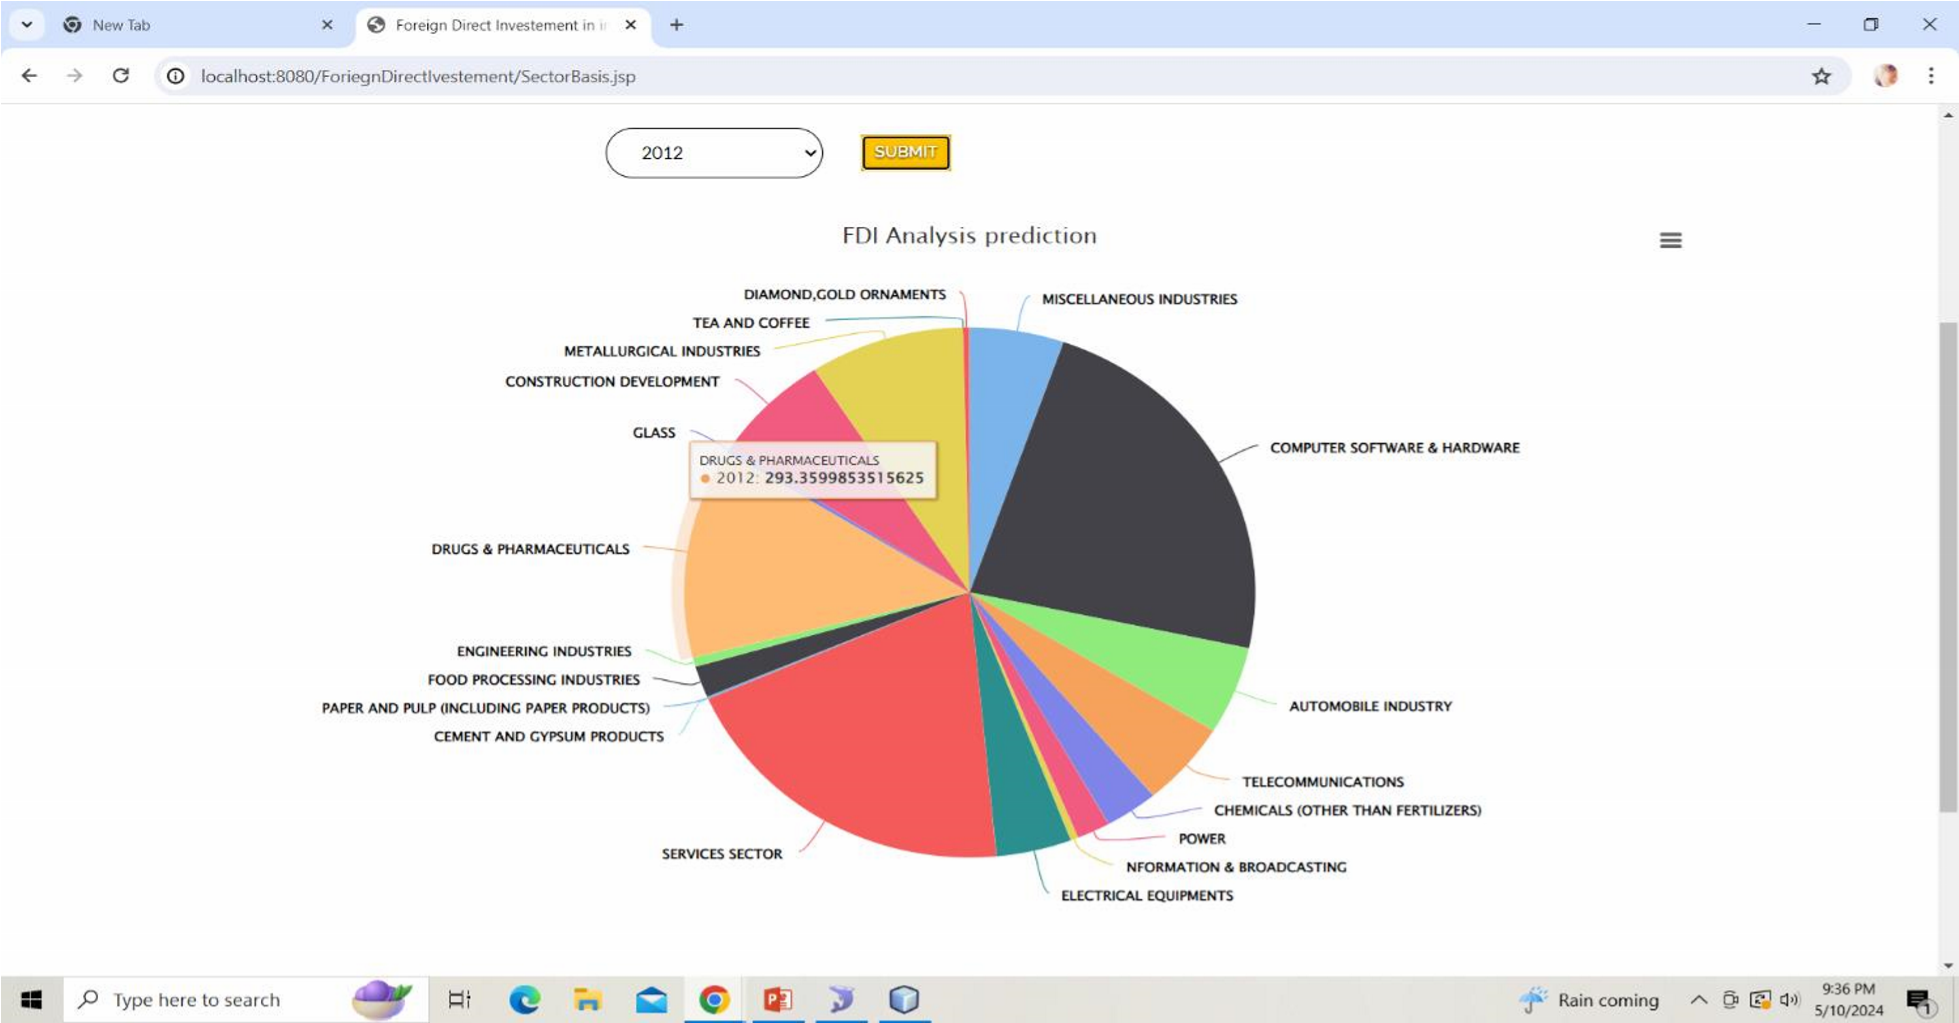 New Tab
Foreign Direct Investement in in
localhost:8080/ForiegnDirectIvestement/SectorBasis.jsp
2012
SUBMIT
FDI Analysis prediction
DIAMOND,GOLD ORNAMENTS
MISCELLANEOUS INDUSTRIES
TEA AND COFFEE
METALLURGICAL INDUSTRIES
CONSTRUCTION DEVELOPMENT
GLASS
COMPUTER SOFTWARE & HARDWARE
DRUGS & PHARMACEUTICALS
2012: 293.3599853515625
DRUGS & PHARMACEUTICALS
ENGINEERING INDUSTRIES
FOOD PROCESSING INDUSTRIES
PAPER AND PULP (INCLUDING PAPER PRODUCTS)
AUTOMOBILE INDUSTRY
CEMENT AND GYPSUM PRODUCTS
TELECOMMUNICATIONS
CHEMICALS (OTHER THAN FERTILIZERS)
POWER
SERVICES SECTOR
NFORMATION & BROADCASTING
ELECTRICAL EQUIPMENTS
Type here to search
Rain coming
9:36 PM
5/10/2024
1